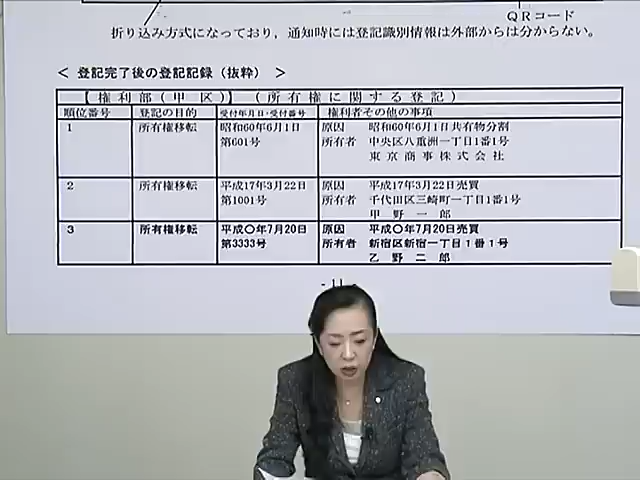 QRコード
折り込み方式になっており，通知時には登記識別情報は外部からは分からない。
＜ 登記完了後の登記記録（抜粋） ＞
【 権 利 部（ 甲 区 ）】 （ 所 有 権 に 関 す る 登 記 ）
順位番号 登記の目的 受付年月日・受付番号 権利者その他の事項
1 所有権移転 昭和60年6月1日 原因 昭和60年6月1日共有物分割
第601号 所有者 中央区八重洲一丁目1番1号
東 京 商 事 株 式 会 社
2 所有権移転 平成17年3月22日 原因 平成17年3月22日売買
第1001号 所有者 千代田区三崎町一丁目1番1号
甲 野 一 郎
3 所有権移転 平成〇年7月20日 原因 平成〇年7月20日売買
第3333号 所有者 新宿区新宿一丁目1番1号
乙 野 二 郎
- 11